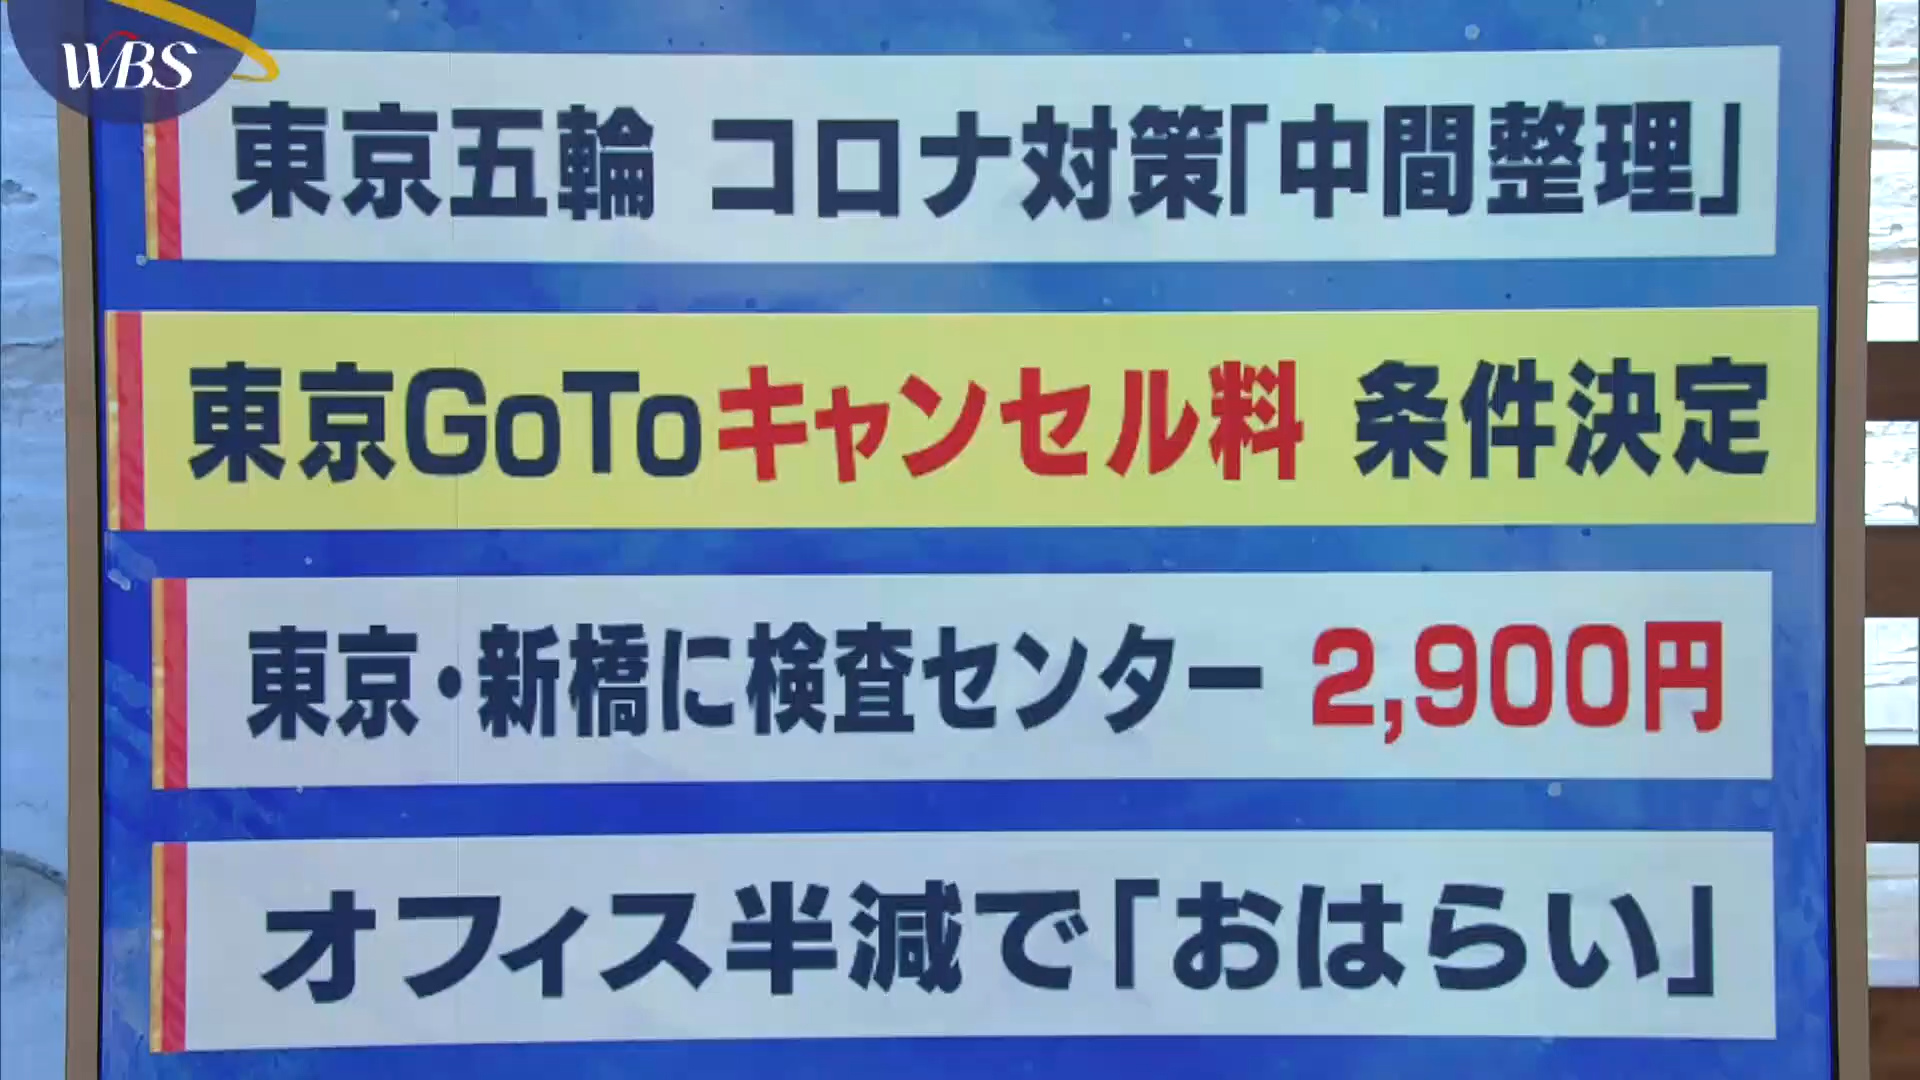 WBS
東京五輪 コロナ対策「中間整理」
東京GoToキャンセル料 条件決定
東京・新橋に検査センター 2,900円
オフィス半減で「おはらい」